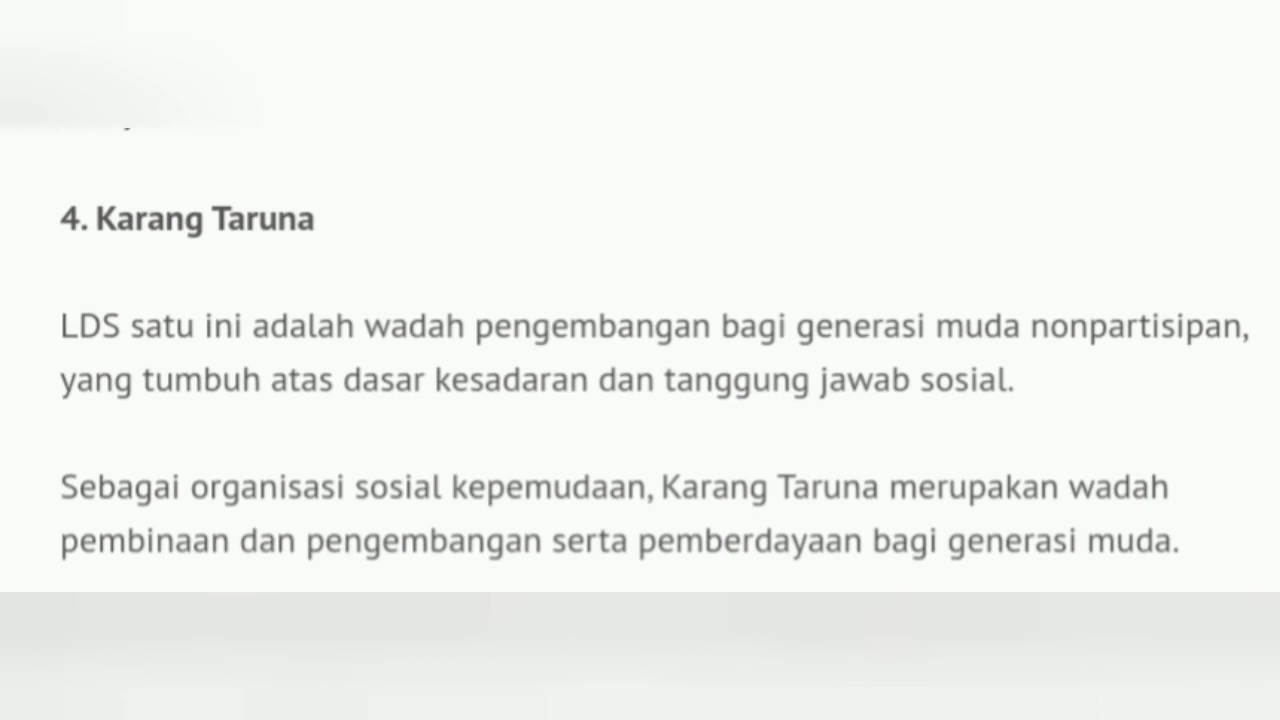 4. Karang Taruna
LDS satu ini adalah wadah pengembangan bagi generasi muda nonpartisipan,
yang tumbuh atas dasar kesadaran dan tanggung jawab sosial.
Sebagai organisasi sosial kepemudaan, Karang Taruna merupakan wadah
pembinaan dan pengembangan serta pemberdayaan bagi generasi muda.